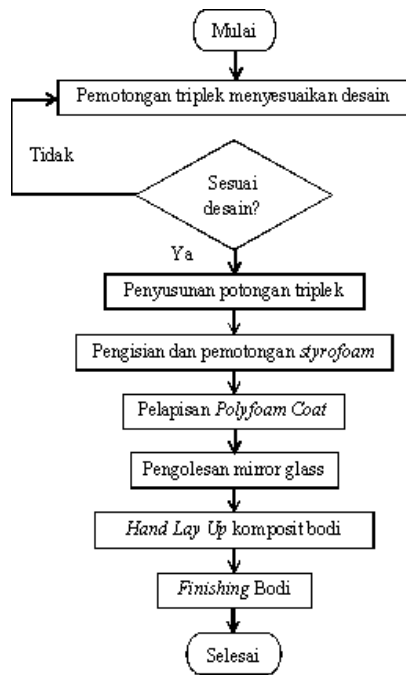 Mulai
Pemotongan triplek menyesuaikan desain
Tidak
Sesuai
desain?
Ya
Penyusunan potongan triplek
Pengisian dan pemotongan styrofoam
Pelapisan Polyfoam Coat
Pengolesan mirror glass
Hand Lay Up komposit bodi
Finishing Bodi
Selesai